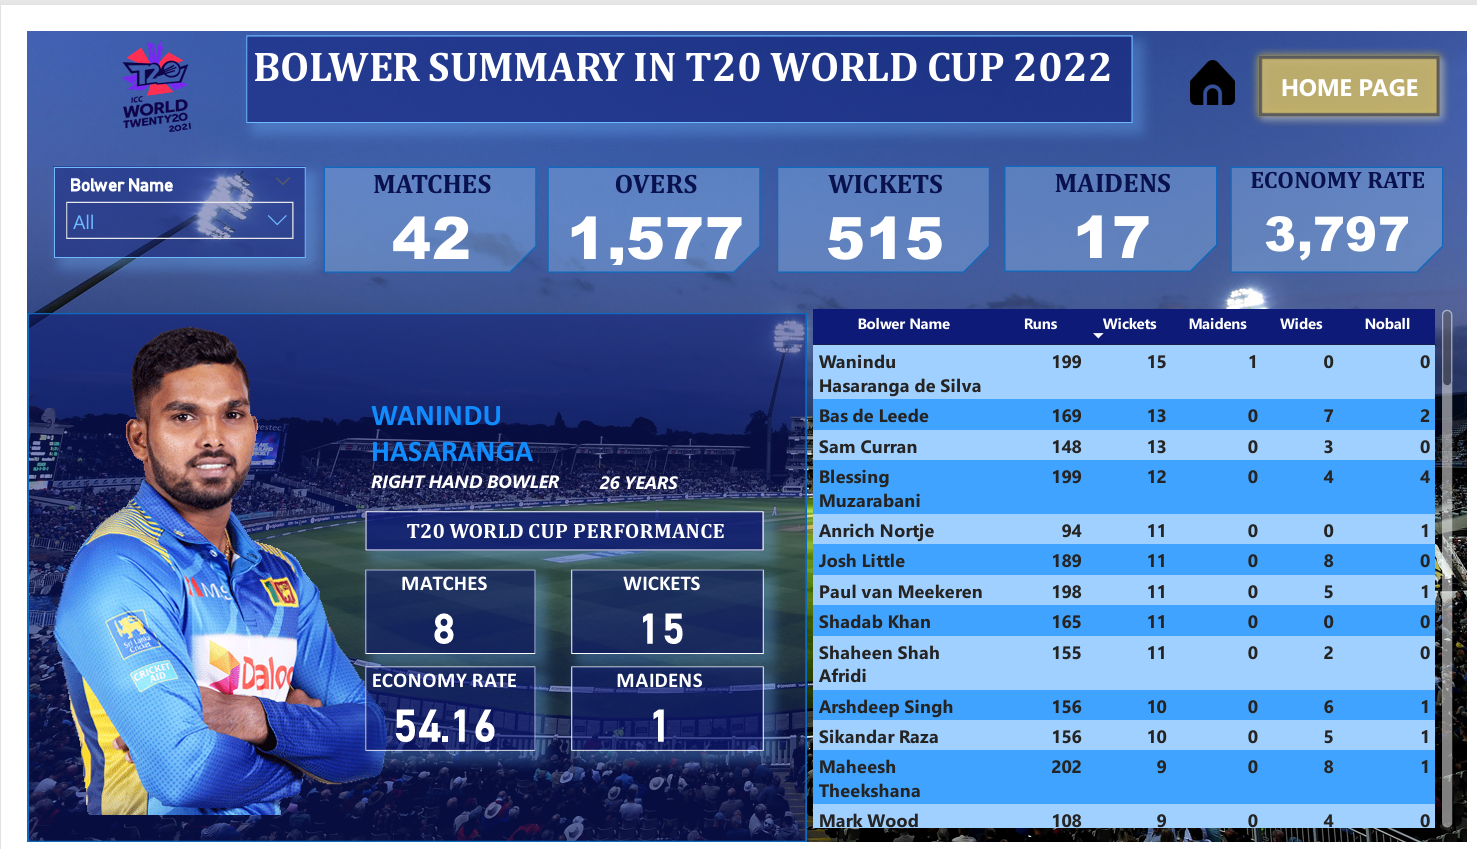 BOLWER SUMMARY IN T20 WORLD CUP 2022
T20
ICC
WORLD
TWENTY20
2021
HOME PAGE
Bolwer Name
All
MATCHES
42
OVERS
1,577
WICKETS
515
MAIDENS
17
ECONOMY RATE
3,797
WANINDU
HASARANGA
RIGHT HAND BOWLER 26 YEARS
T20 WORLD CUP PERFORMANCE
MATCHES
8
WICKETS
15
ECONOMY RATE
54.16
MAIDENS
1
Sri Lanka
Cricket
CRICKET
AID
Dialog
Bolwer Name Runs Wickets Maidens Wides Noball
Wanindu
Hasaranga de Silva 199 15 1 0 0
Bas de Leede 169 13 0 7 2
Sam Curran 148 13 0 3 0
Blessing
Muzarabani 199 12 0 4 4
Anrich Nortje 94 11 0 0 1
Josh Little 189 11 0 8 0
Paul van Meekeren 198 11 0 5 1
Shadab Khan 165 11 0 0 0
Shaheen Shah
Afridi 155 11 0 2 0
Arshdeep Singh 156 10 0 6 1
Sikandar Raza 156 10 0 5 1
Maheesh
Theekshana 202 9 0 8 1
Mark Wood 108 9 0 4 0